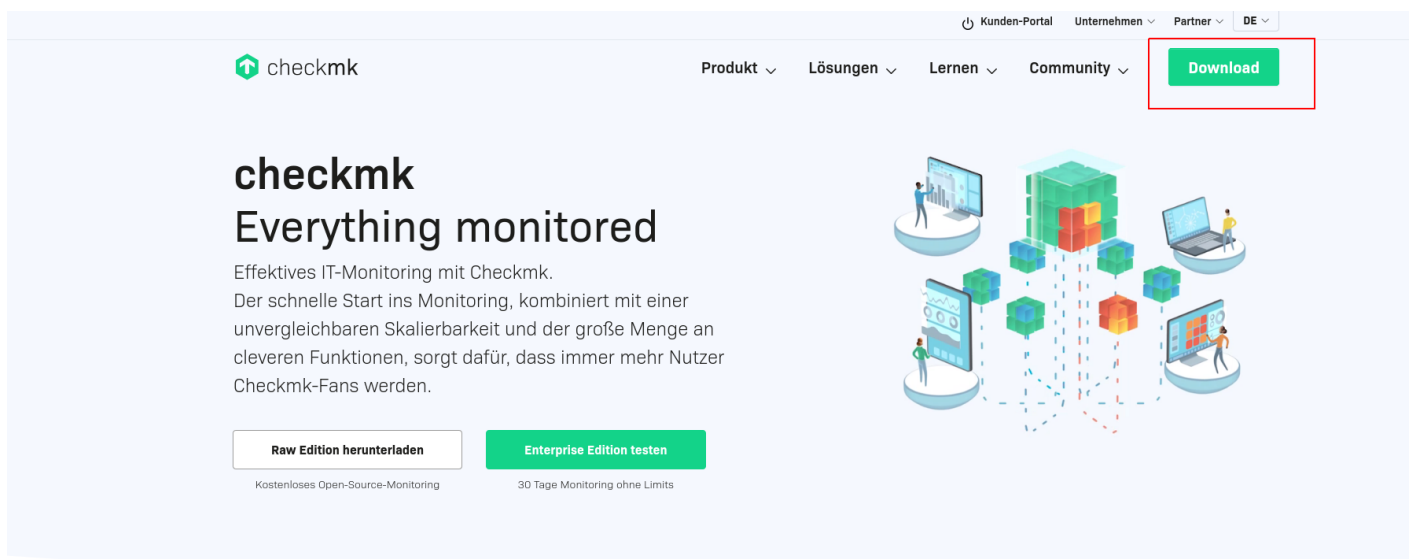 Kunden-Portal Unternehmen Partner DE
checkmk Produkt Lösungen Lernen Community Download
checkmk
Everything monitored
Effektives IT-Monitoring mit Checkmk.
Der schnelle Start ins Monitoring, kombiniert mit einer
unvergleichbaren Skalierbarkeit und der große Menge an
cleveren Funktionen, sorgt dafür, dass immer mehr Nutzer
Checkmk-Fans werden.
Raw Edition herunterladen Enterprise Edition testen
Kostenloses Open-Source-Monitoring 30 Tage Monitoring ohne Limits